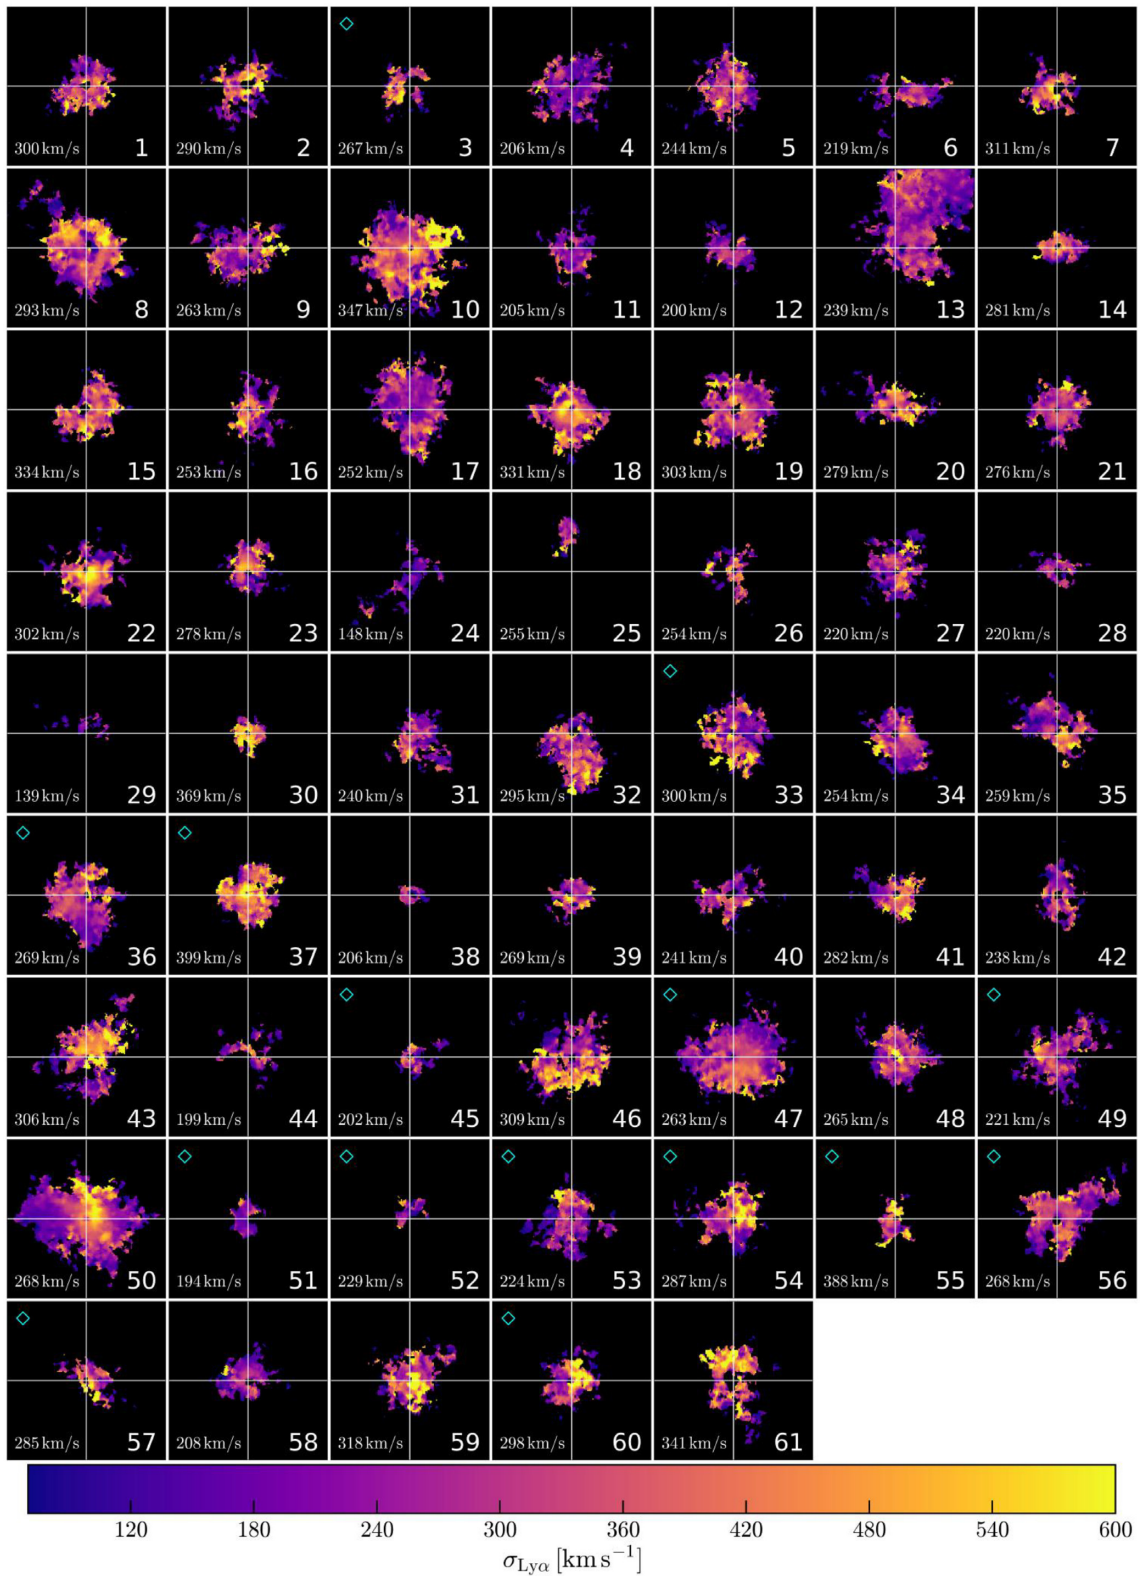 300 km/s 1
290 km/s 2
267 km/s 3
206 km/s 4
244 km/s 5
219 km/s 6
311 km/s 7
293 km/s 8
263 km/s 9
347 km/s 10
205 km/s 11
200 km/s 12
239 km/s 13
281 km/s 14
334 km/s 15
253 km/s 16
252 km/s 17
331 km/s 18
303 km/s 19
279 km/s 20
276 km/s 21
302 km/s 22
278 km/s 23
148 km/s 24
255 km/s 25
254 km/s 26
220 km/s 27
220 km/s 28
139 km/s 29
369 km/s 30
240 km/s 31
295 km/s 32
300 km/s 33
254 km/s 34
259 km/s 35
269 km/s 36
399 km/s 37
206 km/s 38
269 km/s 39
241 km/s 40
282 km/s 41
238 km/s 42
306 km/s 43
199 km/s 44
202 km/s 45
309 km/s 46
263 km/s 47
265 km/s 48
221 km/s 49
268 km/s 50
194 km/s 51
229 km/s 52
224 km/s 53
287 km/s 54
388 km/s 55
268 km/s 56
285 km/s 57
208 km/s 58
318 km/s 59
298 km/s 60
341 km/s 61
120 180 240 300 360 420 480 540 600
σ_Lyα [km s⁻¹]